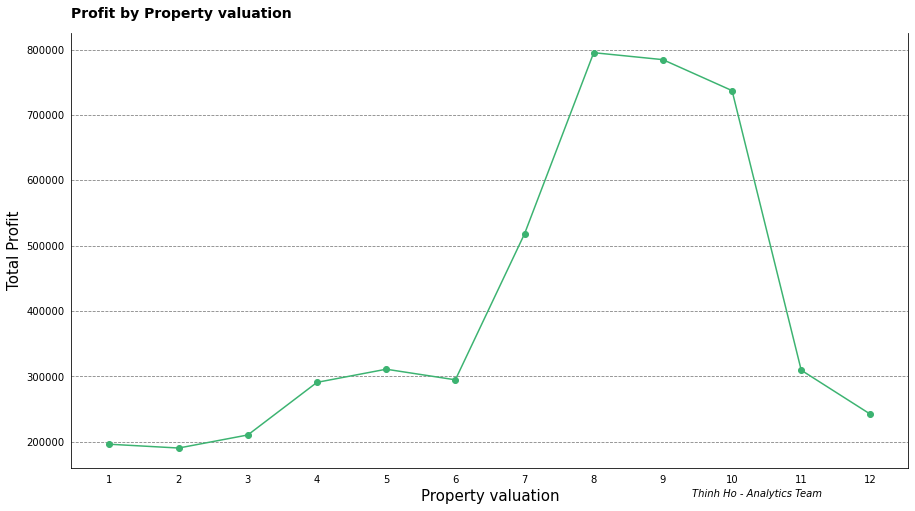 Profit by Property valuation
800000
700000
600000
500000
400000
300000
200000
Total Profit
1 2 3 4 5 6 7 8 9 10 11 12
Property valuation
Thinh Ho - Analytics Team